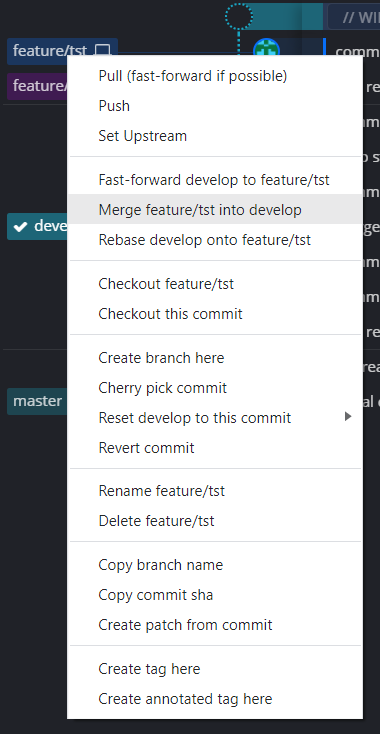 // WI
feature/tst
comm
feature/
re
Pull (fast-forward if possible)
Push
Set Upstream
Fast-forward develop to feature/tst
Merge feature/tst into develop
Rebase develop onto feature/tst
deve
Checkout feature/tst
Checkout this commit
Create branch here
Cherry pick commit
master
Reset develop to this commit
Revert commit
Rename feature/tst
Delete feature/tst
Copy branch name
Copy commit sha
Create patch from commit
Create tag here
Create annotated tag here